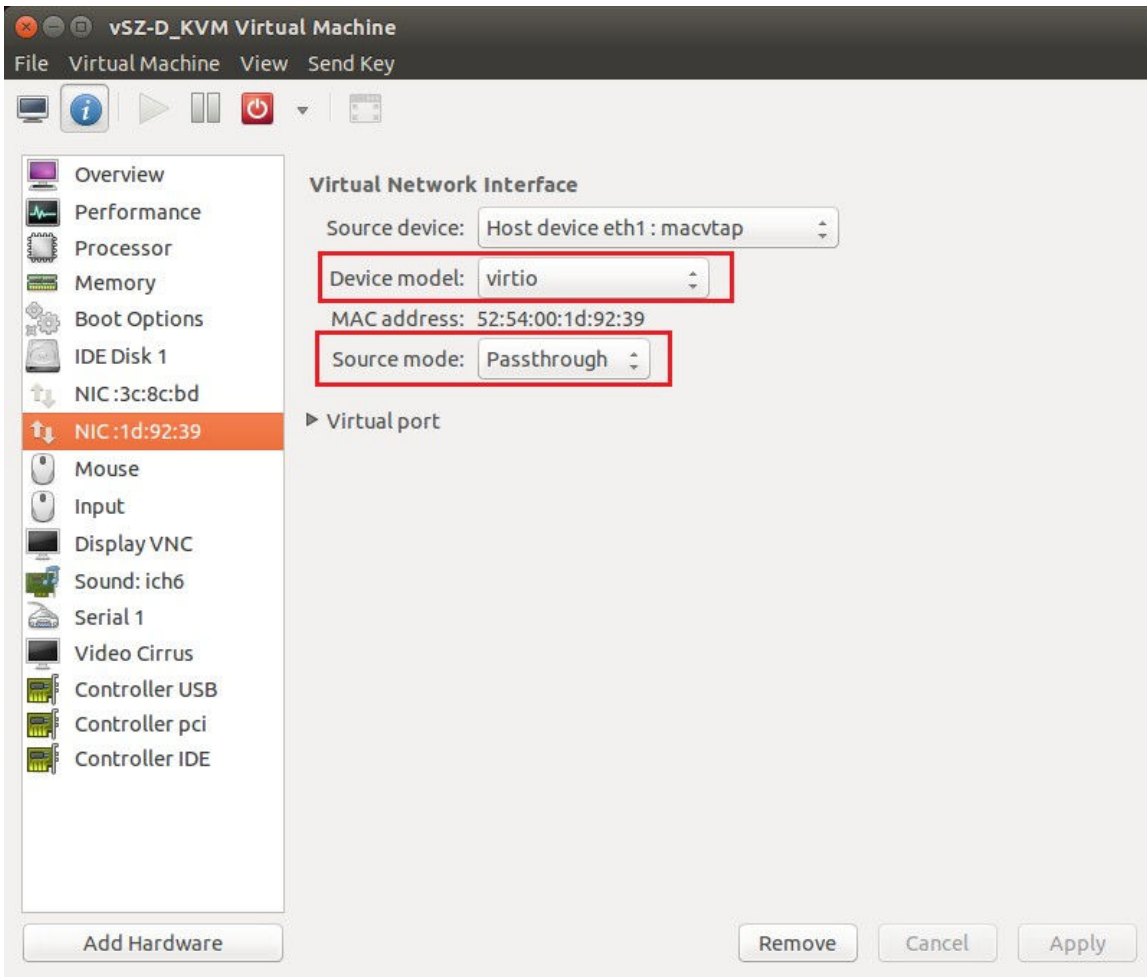 vSZ-D_KVM Virtual Machine
File Virtual Machine View Send Key
Overview
Performance
Processor
Memory
Boot Options
IDE Disk 1
NIC :3c:8c:bd
NIC :1d:92:39
Mouse
Input
Display VNC
Sound: ich6
Serial 1
Video Cirrus
Controller USB
Controller pci
Controller IDE
Add Hardware
Virtual Network Interface
Source device: Host device eth1 : macvtap
Device model: virtio
MAC address: 52:54:00:1d:92:39
Source mode: Passthrough
Virtual port
Remove Cancel Apply